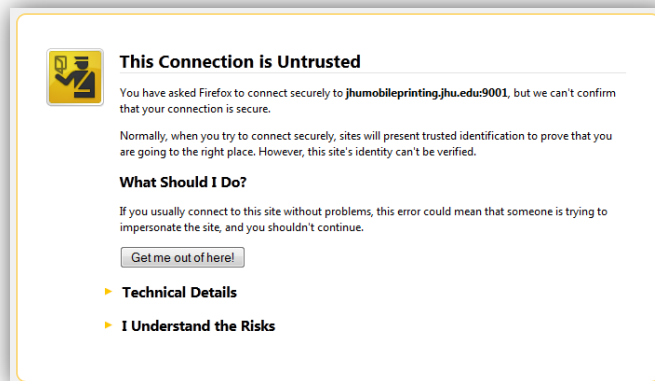 This Connection is Untrusted
You have asked Firefox to connect securely to jhumobileprinting.jhu.edu:9001, but we can't confirm
that your connection is secure.
Normally, when you try to connect securely, sites will present trusted identification to prove that you
are going to the right place. However, this site's identity can't be verified.
What Should I Do?
If you usually connect to this site without problems, this error could mean that someone is trying to
impersonate the site, and you shouldn't continue.
Get me out of here!
Technical Details
I Understand the Risks